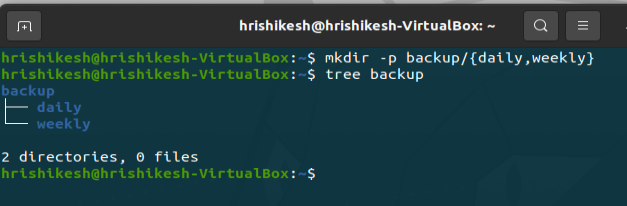 hrishikesh@hrishikesh-VirtualBox: ~
hrishikesh@hrishikesh-VirtualBox:~$ mkdir -p backup/{daily,weekly}
hrishikesh@hrishikesh-VirtualBox:~$ tree backup
backup
├── daily
└── weekly

2 directories, 0 files
hrishikesh@hrishikesh-VirtualBox:~$